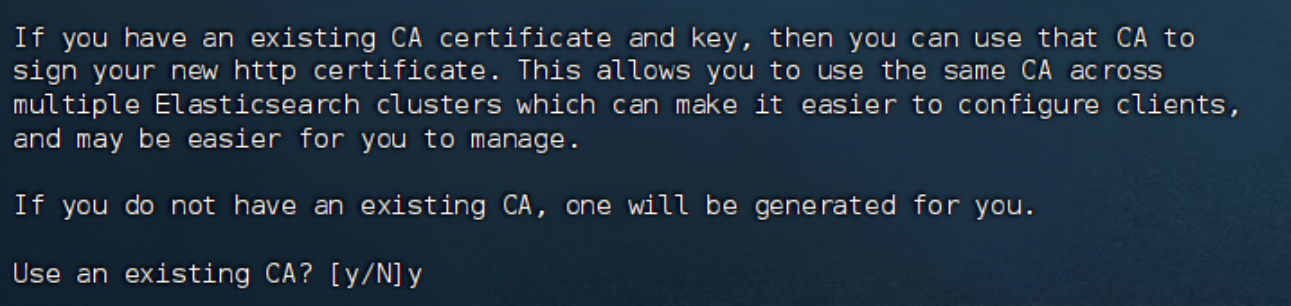 If you have an existing CA certificate and key, then you can use that CA to
sign your new http certificate. This allows you to use the same CA across
multiple Elasticsearch clusters which can make it easier to configure clients,
and may be easier for you to manage.
If you do not have an existing CA, one will be generated for you.
Use an existing CA? [y/N]y